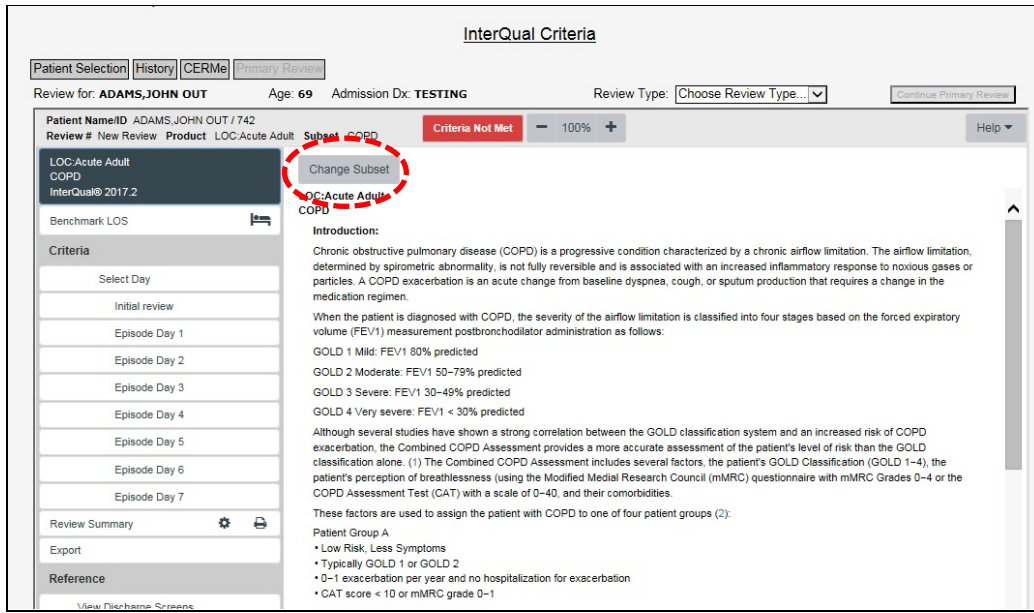 InterQual Criteria
Patient Selection History CERMe Primary Review
Review for: ADAMS,JOHN OUT Age: 69 Admission Dx: TESTING Review Type: Choose Review Type... Continue Primary Review
Patient Name/ID ADAMS,JOHN OUT / 742
Review # New Review Product LOC:Acute Adult Subset COPD
Criteria Not Met − 100% + Help
LOC:Acute Adult
COPD
InterQual® 2017.2
Benchmark LOS
Criteria
Select Day
Initial review
Episode Day 1
Episode Day 2
Episode Day 3
Episode Day 4
Episode Day 5
Episode Day 6
Episode Day 7
Review Summary
Export
Reference
View Discharge Screens
Change Subset
LOC:Acute Adult
COPD
Introduction:
Chronic obstructive pulmonary disease (COPD) is a progressive condition characterized by a chronic airflow limitation. The airflow limitation,
determined by spirometric abnormality, is not fully reversible and is associated with an increased inflammatory response to noxious gases or
particles. A COPD exacerbation is an acute change from baseline dyspnea, cough, or sputum production that requires a change in the
medication regimen.
When the patient is diagnosed with COPD, the severity of the airflow limitation is classified into four stages based on the forced expiratory
volume (FEV1) measurement postbronchodilator administration as follows:
GOLD 1 Mild: FEV1 80% predicted
GOLD 2 Moderate: FEV1 50–79% predicted
GOLD 3 Severe: FEV1 30–49% predicted
GOLD 4 Very severe: FEV1 < 30% predicted
Although several studies have shown a strong correlation between the GOLD classification system and an increased risk of COPD
exacerbation, the Combined COPD Assessment provides a more accurate assessment of the patient's level of risk than the GOLD
classification alone. (1) The Combined COPD Assessment includes several factors, the patient's GOLD Classification (GOLD 1–4), the
patient's perception of breathlessness (using the Modified Medial Research Council (mMRC) questionnaire with mMRC Grades 0–4 or the
COPD Assessment Test (CAT) with a scale of 0–40, and their comorbidities.
These factors are used to assign the patient with COPD to one of four patient groups (2):
Patient Group A
• Low Risk, Less Symptoms
• Typically GOLD 1 or GOLD 2
• 0–1 exacerbation per year and no hospitalization for exacerbation
• CAT score < 10 or mMRC grade 0–1